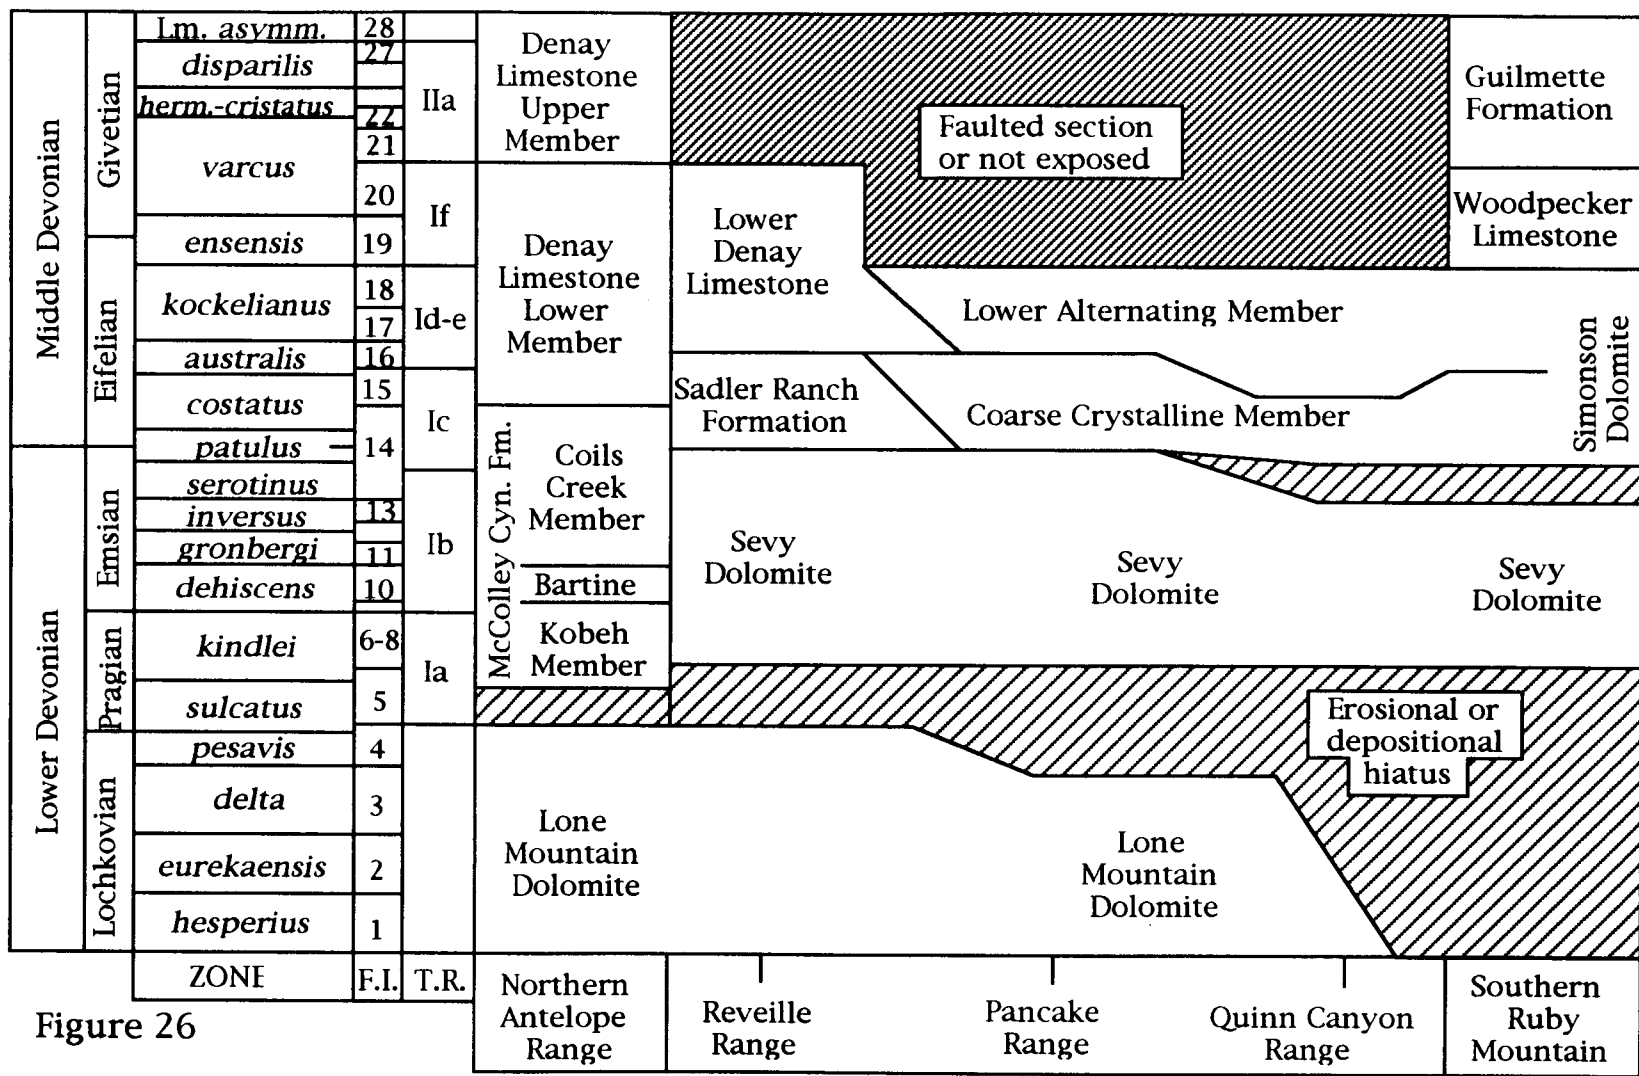 Middle Devonian
Lower Devonian
Givetian
Eifelian
Emsian
Pragian
Lochkovian
Lm. asymm.
disparilis
herm.-cristatus
varcus
ensensis
kockelianus
australis
costatus
patulus
serotinus
inversus
gronbergi
dehiscens
kindlei
sulcatus
pesavis
delta
eurekaensis
hesperius
ZONE
28
27
22
21
20
19
18
17
16
15
14
13
11
10
6-8
5
4
3
2
1
F.I.
IIa
If
Id-e
Ic
Ib
Ia
T.R.
Denay
Limestone
Upper
Member
Denay
Limestone
Lower
Member
McColley Cyn. Fm.
Coils
Creek
Member
Bartine
Kobeh
Member
Lone
Mountain
Dolomite
Northern
Antelope
Range
Faulted section
or not exposed
Lower
Denay
Limestone
Sadler Ranch
Formation
Lower Alternating Member
Coarse Crystalline Member
Simonson
Dolomite
Guilmette
Formation
Woodpecker
Limestone
Sevy
Dolomite
Sevy
Dolomite
Sevy
Dolomite
Erosional or
depositional
hiatus
Lone
Mountain
Dolomite
Reveille
Range
Pancake
Range
Quinn Canyon
Range
Southern
Ruby
Mountain
Figure 26